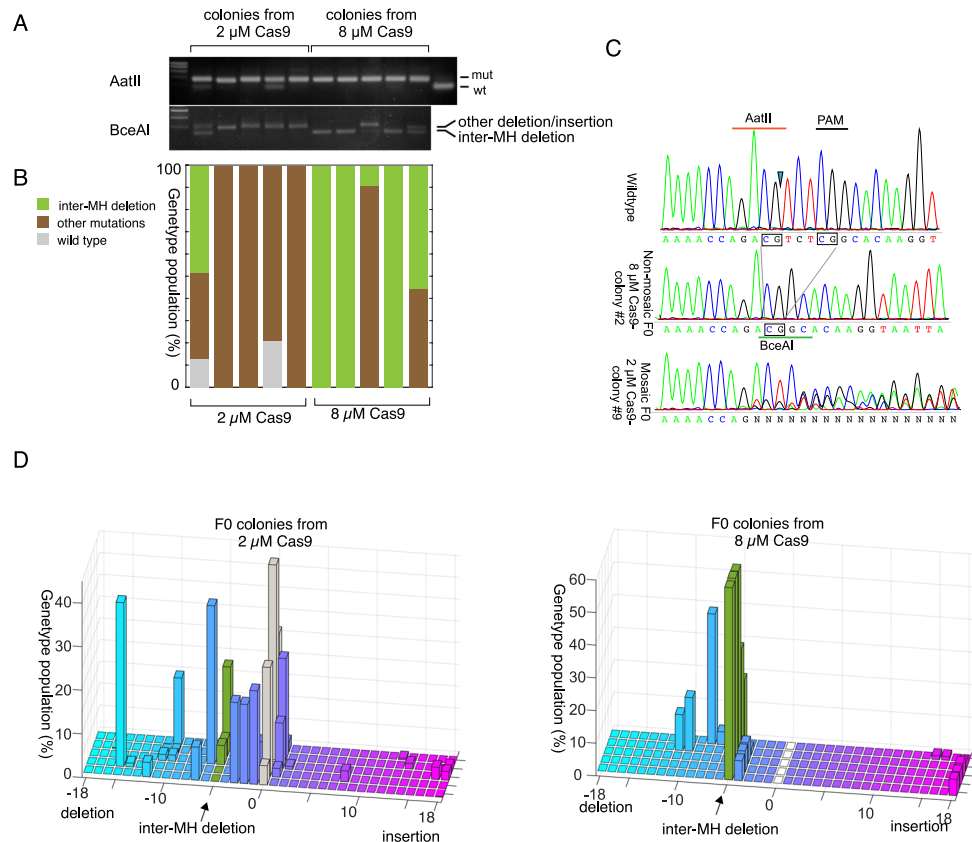 A
colonies from
2 µM Cas9
colonies from
8 µM Cas9
AatII
mut
wt
BceAI
other deletion/insertion
inter-MH deletion
B
inter-MH deletion
other mutations
wild type
Genetype population (%)
100
0
2 µM Cas9
8 µM Cas9
C
AatII
PAM
Wildtype
A A A A C C A G A C G T C T C G G C A C A A G G T
Non-mosaic F0
8 µM Cas9-
colony #2
A A A A C C A G A C G G C A C A A G G T A A T T A
BceAI
Mosaic F0
2 µM Cas9-
colony #9
A A A A C C A G N N N N N N N N N N N N N N N N N
D
F0 colonies from
2 µM Cas9
Genetype population (%)
40
30
20
10
0
-18
-10
0
10
18
deletion
inter-MH deletion
insertion
F0 colonies from
8 µM Cas9
Genetype population (%)
60
50
40
30
20
10
0
-18
-10
0
10
18
deletion
inter-MH deletion
insertion